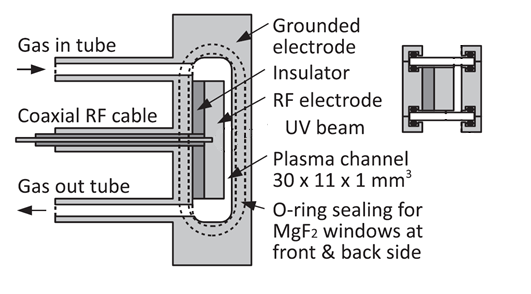 Gas in tube
Coaxial RF cable
Gas out tube
Grounded
electrode
Insulator
RF electrode
UV beam
Plasma channel
30 x 11 x 1 mm³
O-ring sealing for
MgF₂ windows at
front & back side